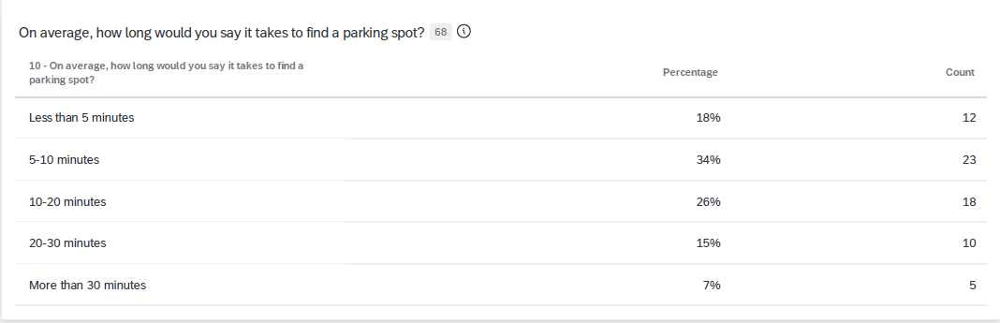 On average, how long would you say it takes to find a parking spot? 68
10 - On average, how long would you say it takes to find a
parking spot?
Percentage
Count
Less than 5 minutes 18% 12
5-10 minutes 34% 23
10-20 minutes 26% 18
20-30 minutes 15% 10
More than 30 minutes 7% 5